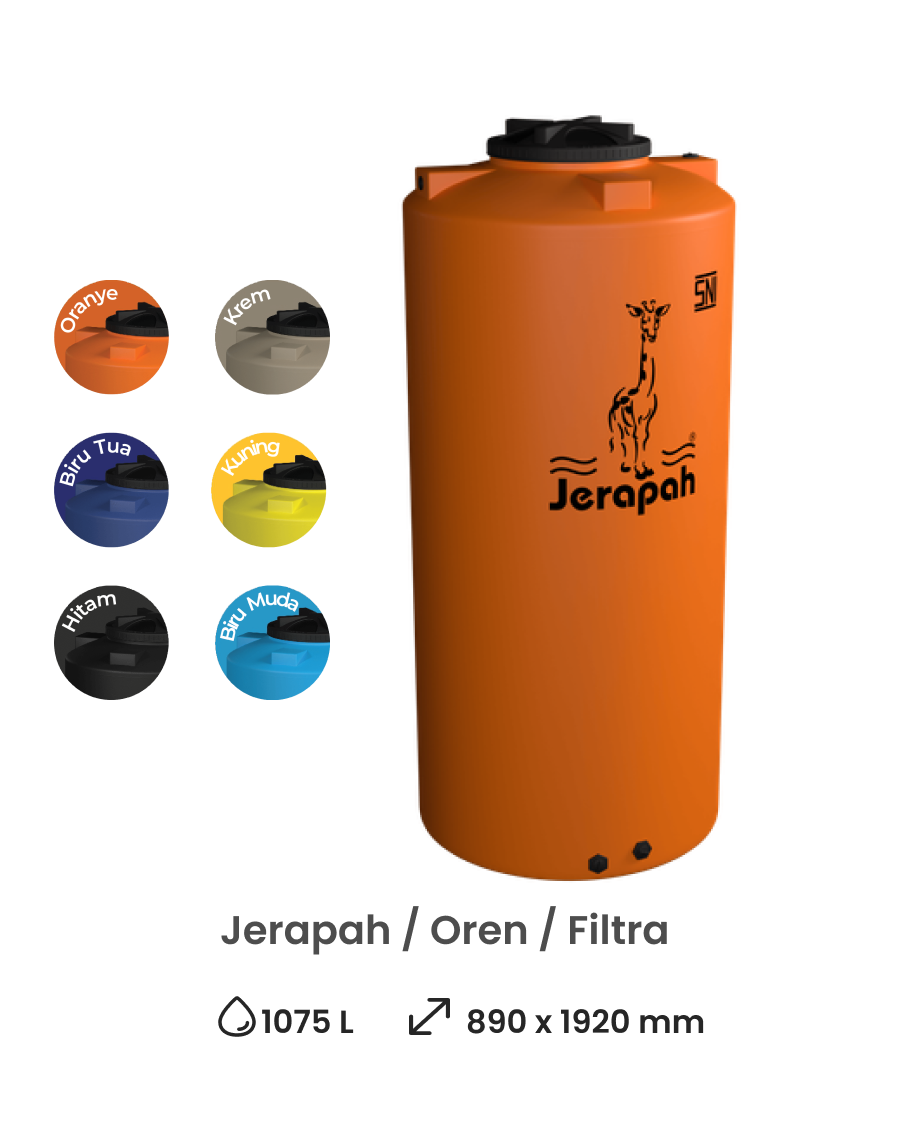 Oranye
Krem
Biru Tua
Kuning
Hitam
Biru Muda
SNI
®
Jerapah
Jerapah / Oren / Filtra
1075 L
890 x 1920 mm